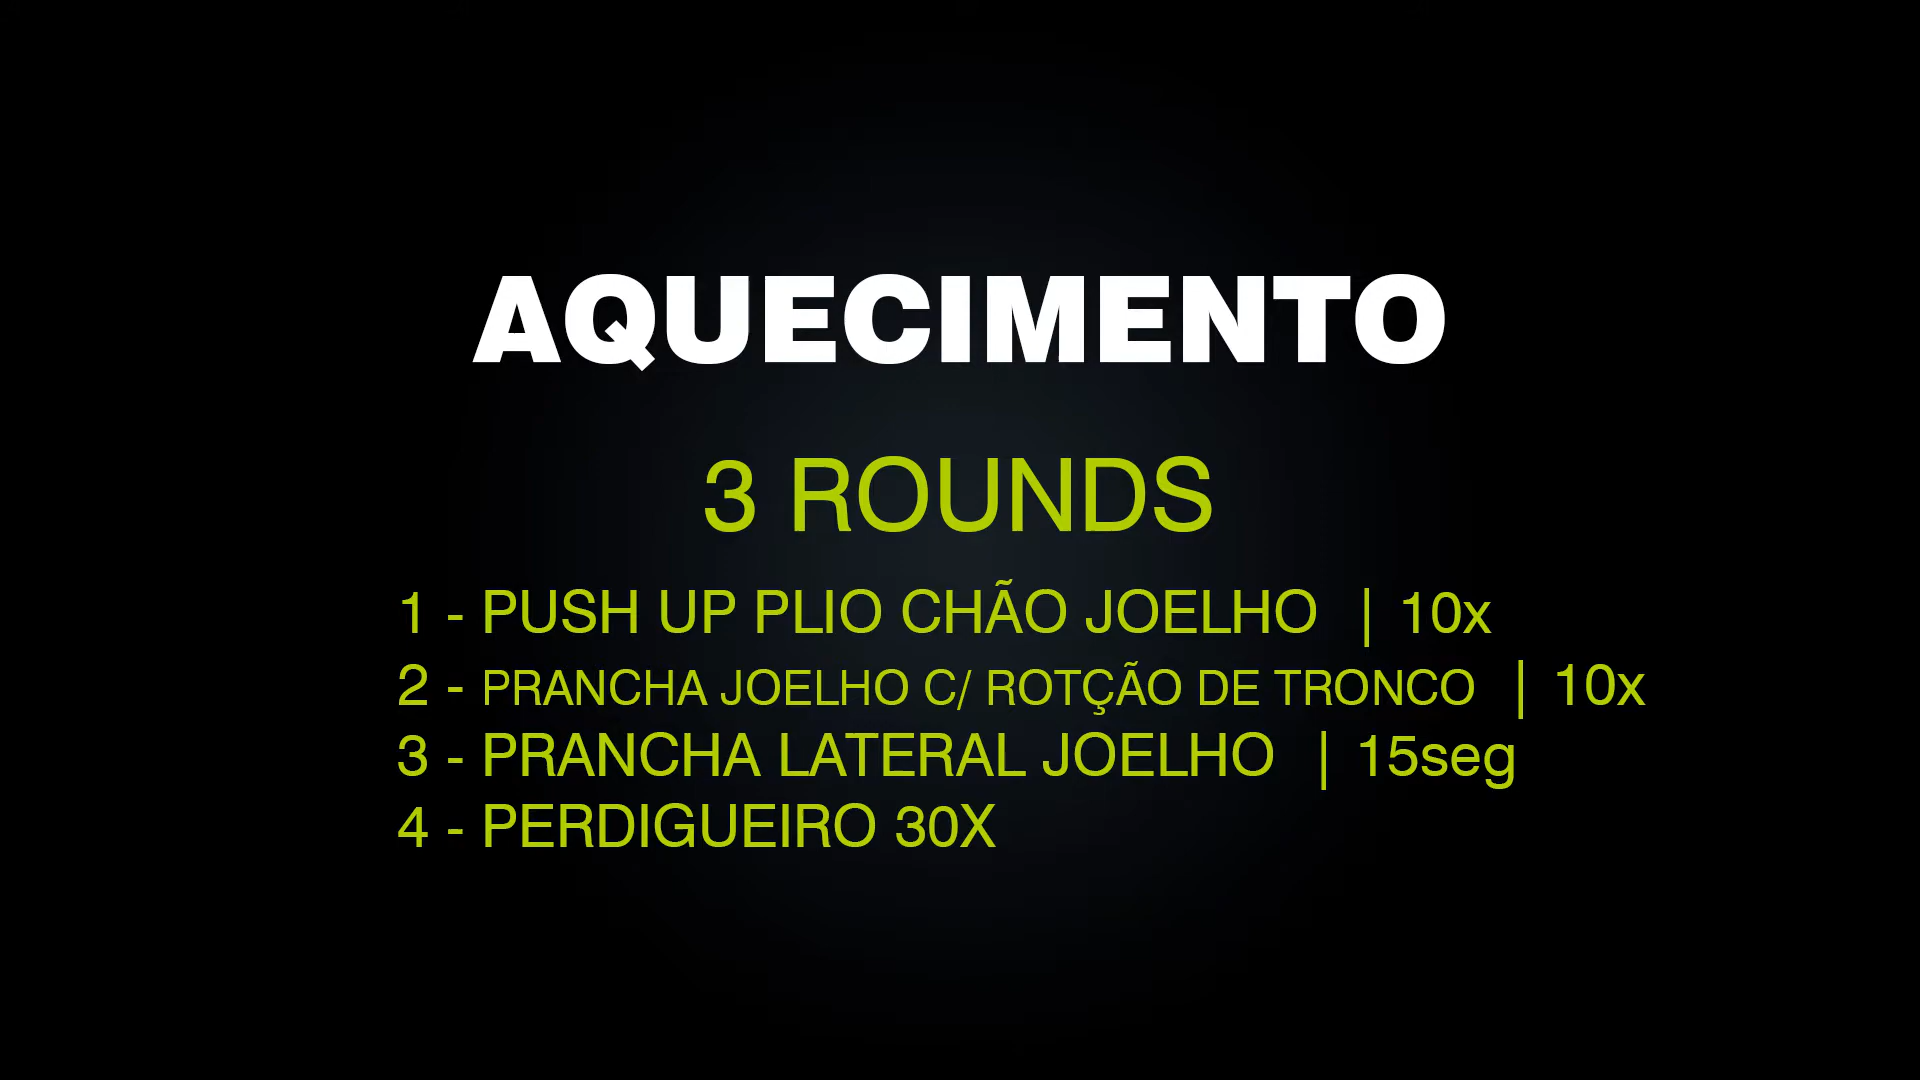 AQUECIMENTO
3 ROUNDS
1 - PUSH UP PLIO CHÃO JOELHO | 10x
2 - PRANCHA JOELHO C/ ROTÇÃO DE TRONCO | 10x
3 - PRANCHA LATERAL JOELHO | 15seg
4 - PERDIGUEIRO 30X